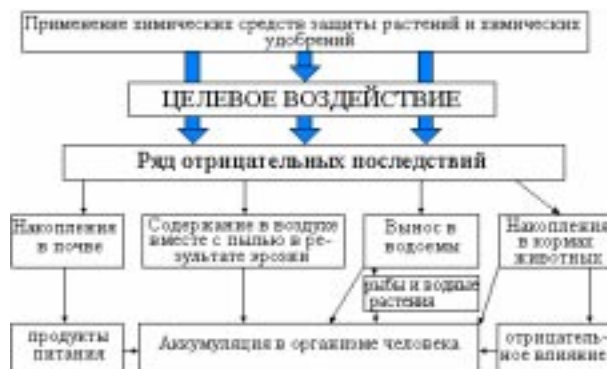 Применение химических средств защиты растений и химических
удобрений
ЦЕЛЕВОЕ ВОЗДЕЙСТВИЕ
Ряд отрицательных последствий
Накопления
в почве
Содержание в воздухе
вместе с пылью в ре-
зультате эрозии
Вынос в
водоемы
Накопления
в кормах
животных
рыбы и водные
растения
продукты
питания
Аккумуляция в организме человека
отрицатель-
ное влияние